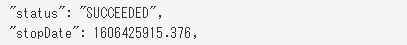 "status": "SUCCEEDED",
"stopDate": 1606425915.376,